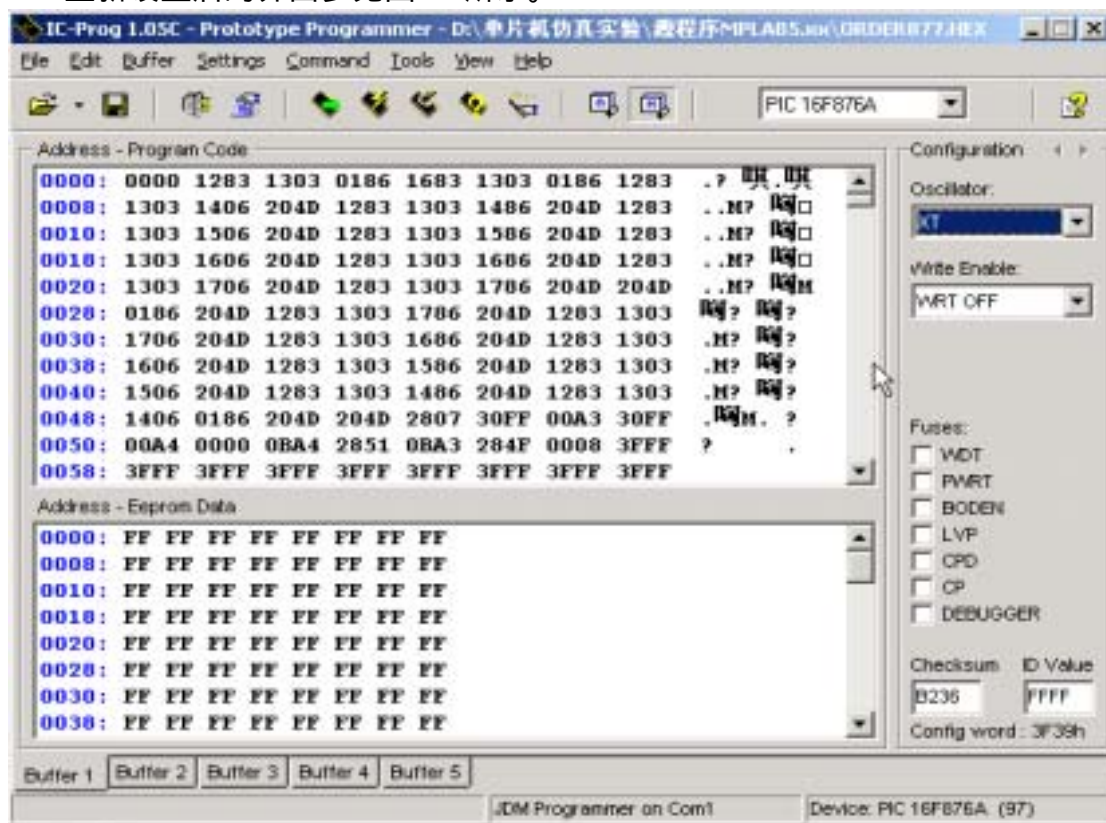 IC-Prog 1.05C - Prototype Programmer - D:\单片机仿真实验\
File Edit Buffer Settings Command Tools View Help
PIC 16F876A
Address - Program Code
0000: 0000 1283 1303 0186 1683 1303 0186 1283
0008: 1303 1406 204D 1283 1303 1486 204D 1283
0010: 1303 1506 204D 1283 1303 1586 204D 1283
0018: 1303 1606 204D 1283 1303 1686 204D 1283
0020: 1303 1706 204D 1283 1303 1786 204D 204D
0028: 0186 204D 1283 1303 1786 204D 1283 1303
0030: 1706 204D 1283 1303 1686 204D 1283 1303
0038: 1606 204D 1283 1303 1586 204D 1283 1303
0040: 1506 204D 1283 1303 1486 204D 1283 1303
0048: 1406 0186 204D 204D 2807 30FF 00A3 30FF
0050: 00A4 0000 0BA4 2851 0BA3 284F 0008 3FFF
0058: 3FFF 3FFF 3FFF 3FFF 3FFF 3FFF 3FFF 3FFF
Address - Eeprom Data
0000: FF FF FF FF FF FF FF FF
0008: FF FF FF FF FF FF FF FF
0010: FF FF FF FF FF FF FF FF
0018: FF FF FF FF FF FF FF FF
0020: FF FF FF FF FF FF FF FF
0028: FF FF FF FF FF FF FF FF
0030: FF FF FF FF FF FF FF FF
0038: FF FF FF FF FF FF FF FF
Configuration
Oscillator:
XT
Write Enable:
WRT OFF
Fuses:
WDT
PWRT
BODEN
LVP
CPD
CP
DEBUGGER
Checksum ID Value
B236 FFFF
Config word : 3F39h
Buffer 1 Buffer 2 Buffer 3 Buffer 4 Buffer 5
JDM Programmer on Com1 Device: PIC 16F876A (97)